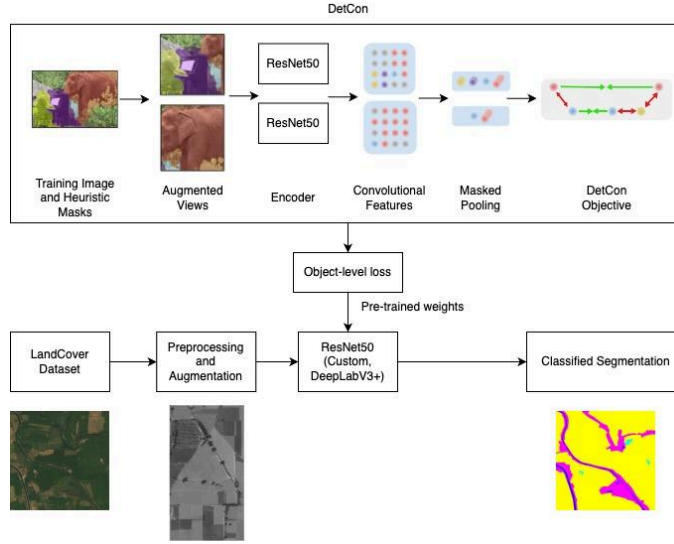 DetCon
ResNet50
ResNet50
Training Image
and Heuristic
Masks
Augmented
Views
Encoder
Convolutional
Features
Masked
Pooling
DetCon
Objective
Object-level loss
Pre-trained weights
LandCover
Dataset
Preprocessing
and
Augmentation
ResNet50
(Custom,
DeepLabV3+)
Classified Segmentation